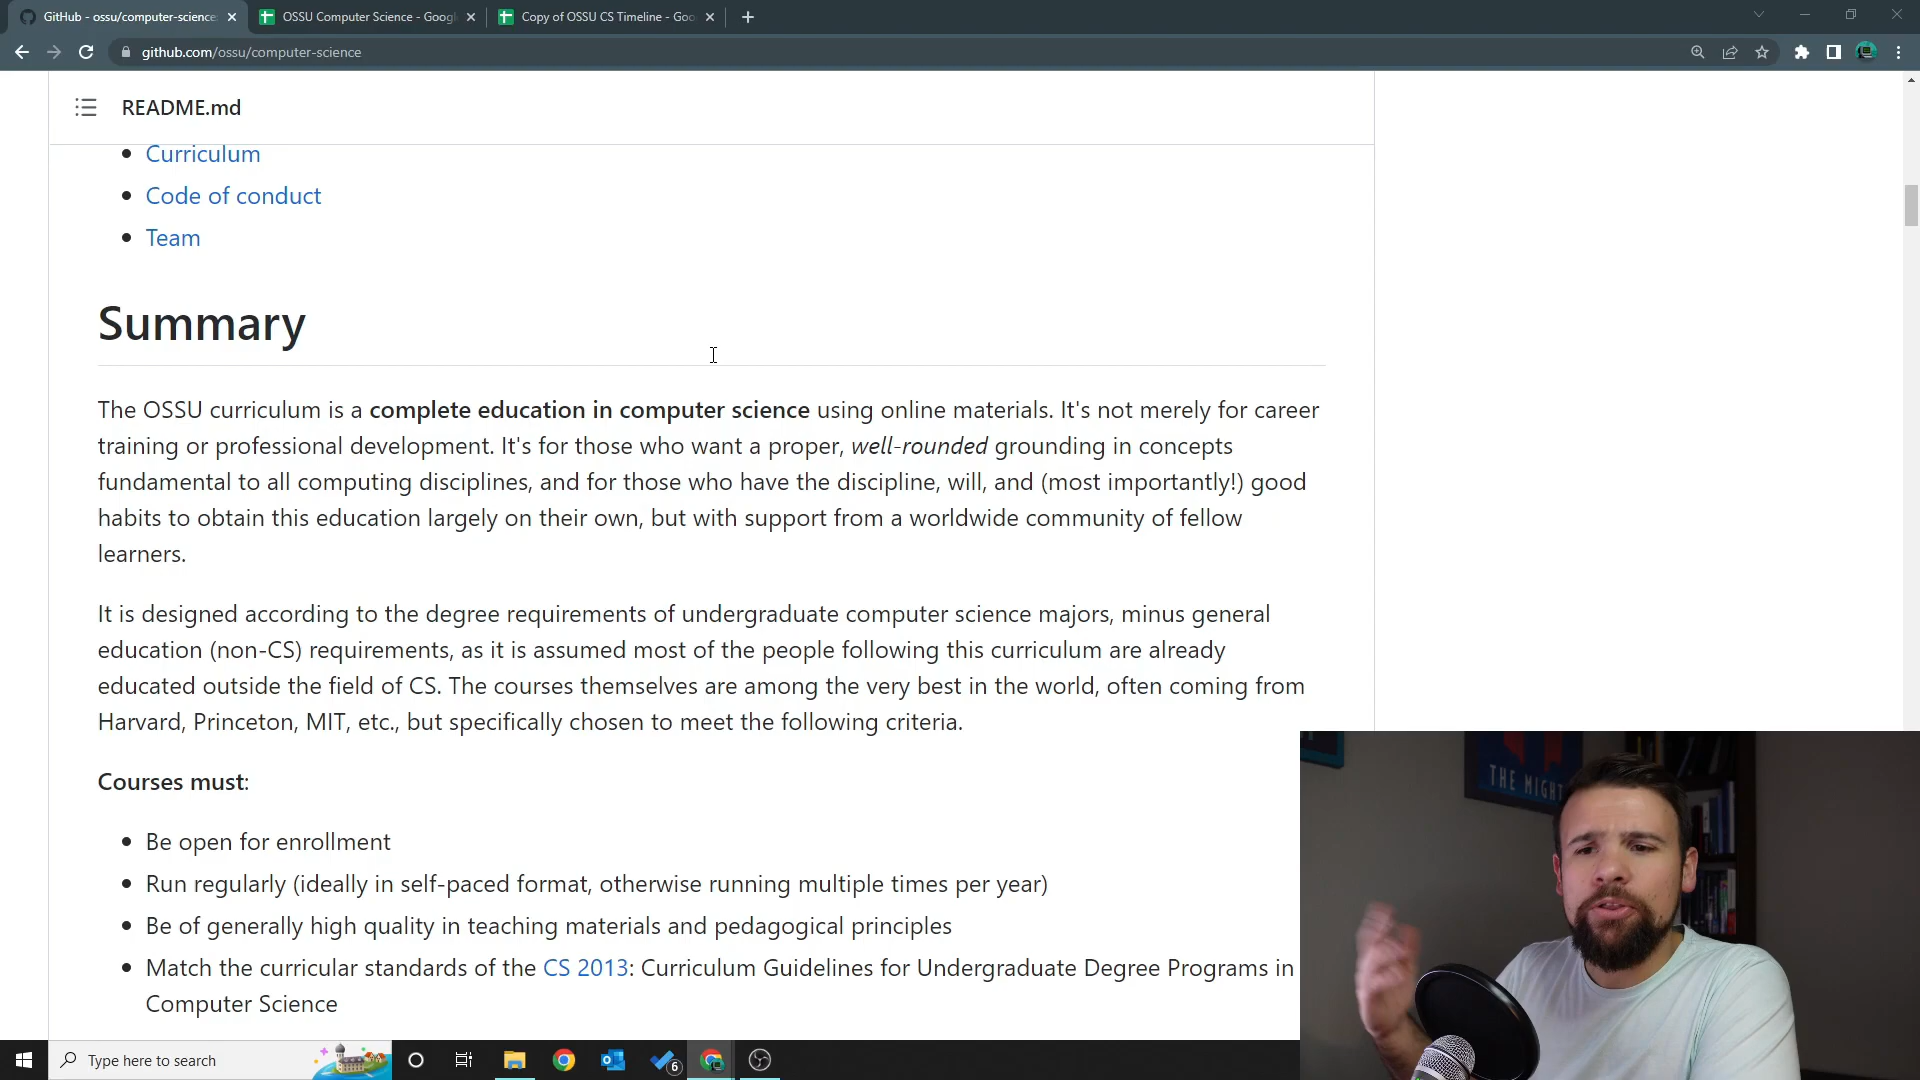 GitHub - ossu/computer-science:
OSSU Computer Science - Googl
Copy of OSSU CS Timeline - Goo
github.com/ossu/computer-science
README.md
Curriculum
Code of conduct
Team
Summary
The OSSU curriculum is a complete education in computer science using online materials. It's not merely for career
training or professional development. It's for those who want a proper, well-rounded grounding in concepts
fundamental to all computing disciplines, and for those who have the discipline, will, and (most importantly!) good
habits to obtain this education largely on their own, but with support from a worldwide community of fellow
learners.
It is designed according to the degree requirements of undergraduate computer science majors, minus general
education (non-CS) requirements, as it is assumed most of the people following this curriculum are already
educated outside the field of CS. The courses themselves are among the very best in the world, often coming from
Harvard, Princeton, MIT, etc., but specifically chosen to meet the following criteria.
Courses must:
Be open for enrollment
Run regularly (ideally in self-paced format, otherwise running multiple times per year)
Be of generally high quality in teaching materials and pedagogical principles
Match the curricular standards of the CS 2013: Curriculum Guidelines for Undergraduate Degree Programs in
Computer Science
THE MIGHT
Type here to search
6